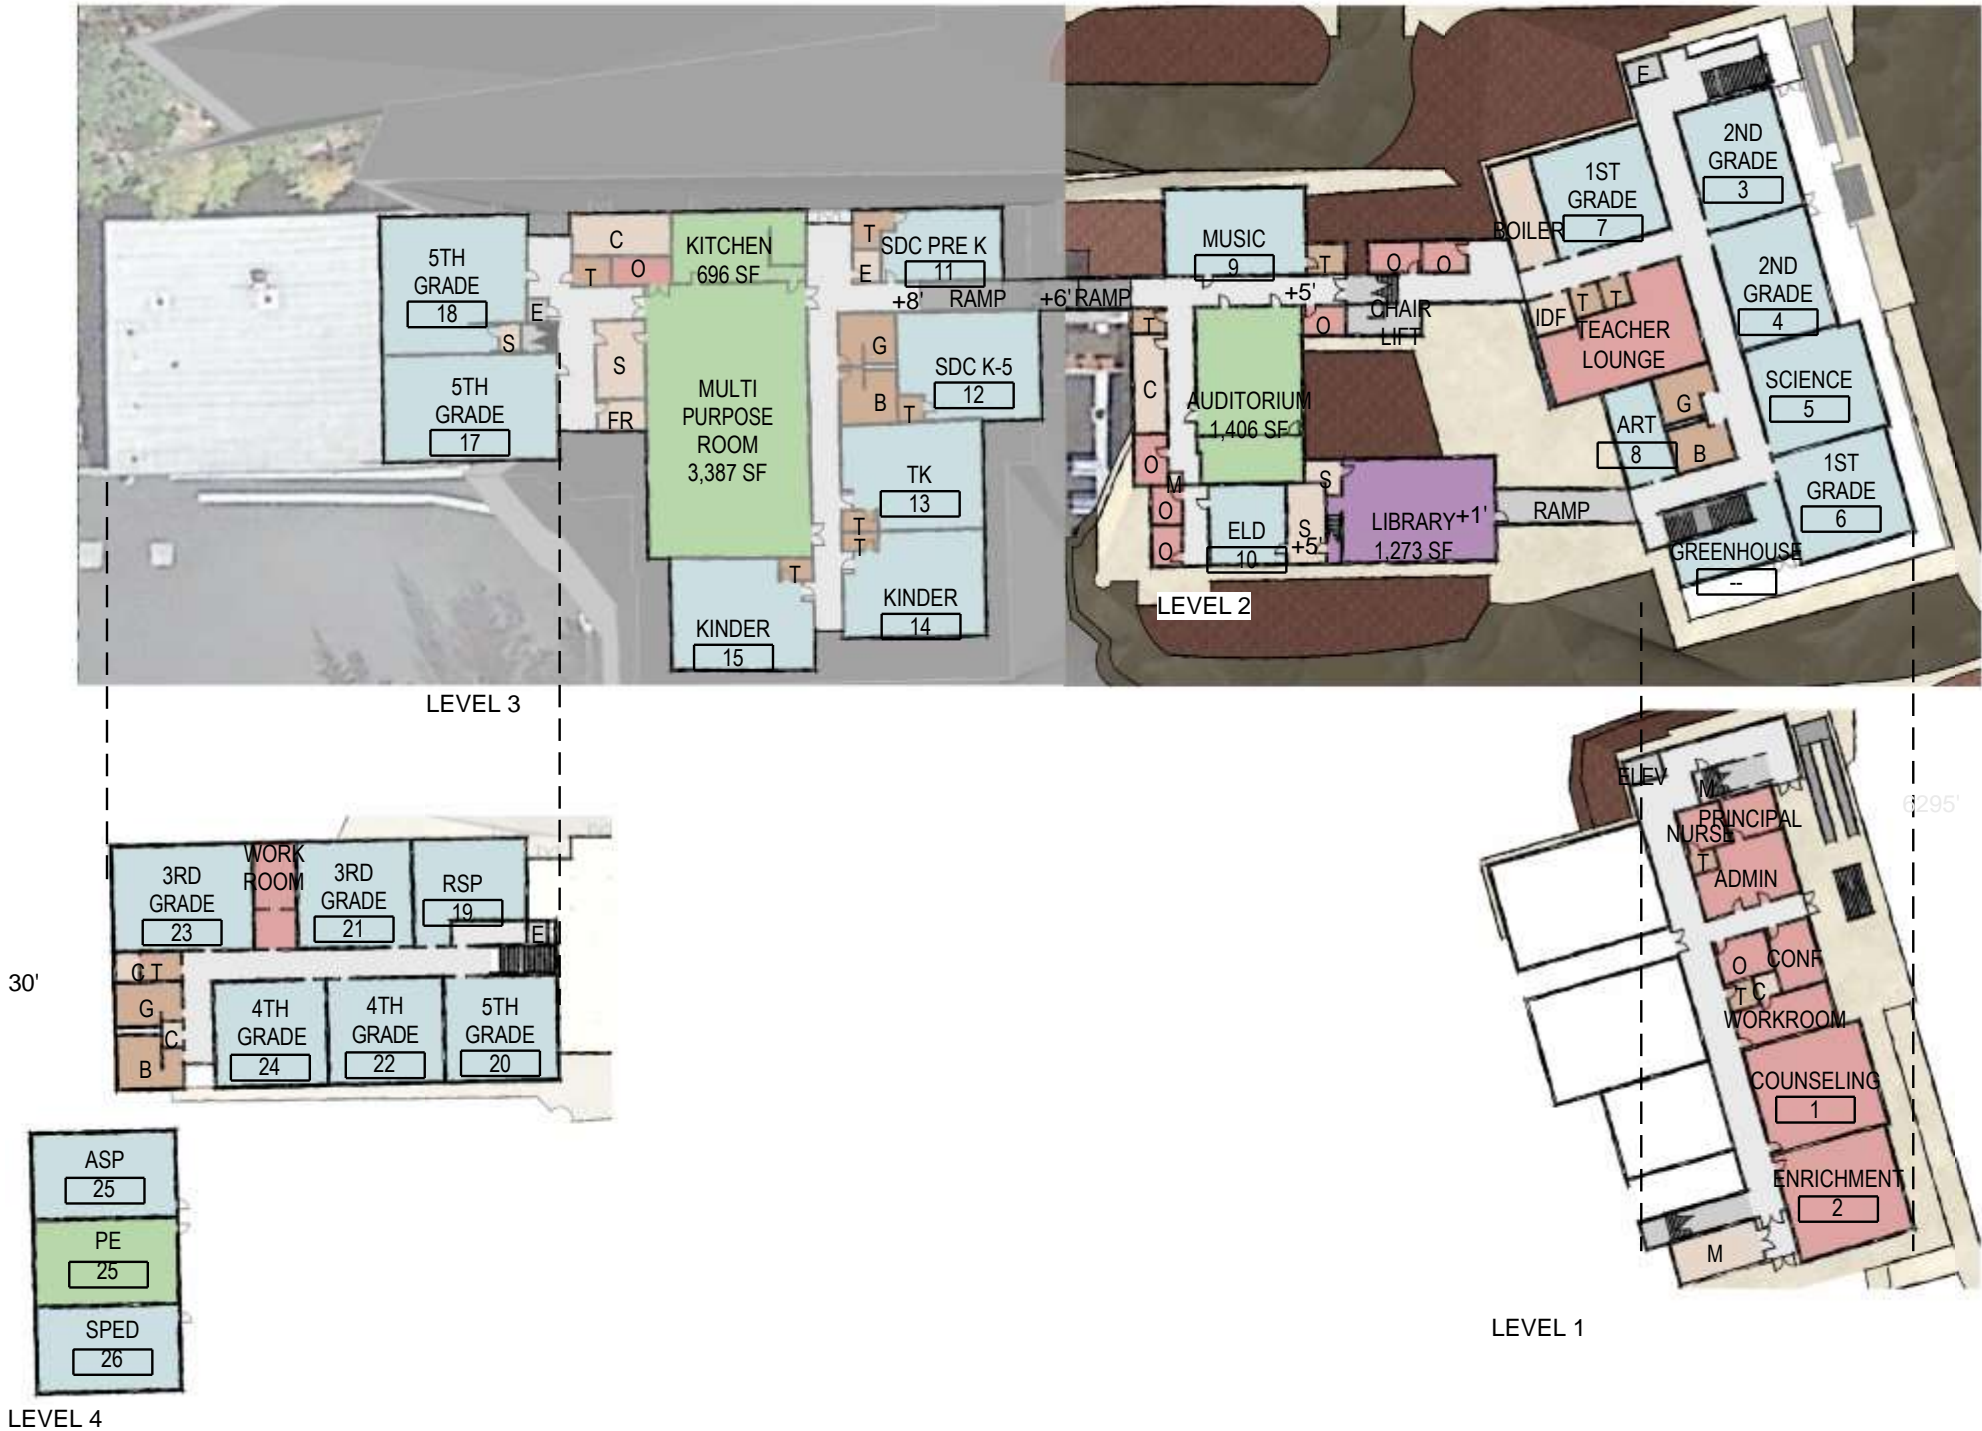 E
2ND
GRADE
3
1ST
GRADE
7
BOILER
2ND
GRADE
4
IDF
T
T
TEACHER
LOUNGE
SCIENCE
5
G
ART
8
B
1ST
GRADE
6
RAMP
GREENHOUSE
--
MUSIC
9
T
O
O
+5'
CHAIR
LIFT
O
T
C
AUDITORIUM
1,406 SF
O
M
O
O
ELD
10
S
S
+5'
LIBRARY
+1'
1,273 SF
LEVEL 2
5TH
GRADE
18
E
S
5TH
GRADE
17
C
T
O
S
FR
KITCHEN
696 SF
MULTI
PURPOSE
ROOM
3,387 SF
T
SDC PRE K
11
E
+8'
RAMP
+6'
RAMP
G
SDC K-5
12
B
T
TK
13
T
T
T
KINDER
14
KINDER
15
LEVEL 3
3RD
GRADE
23
WORK
ROOM
3RD
GRADE
21
RSP
19
E
C
T
30'
G
C
B
4TH
GRADE
24
4TH
GRADE
22
5TH
GRADE
20
ASP
25
PE
25
SPED
26
LEVEL 4
ELEV
M
PRINCIPAL
NURSE
T
ADMIN
6295'
O
CONF
T
C
WORKROOM
COUNSELING
1
ENRICHMENT
2
M
LEVEL 1